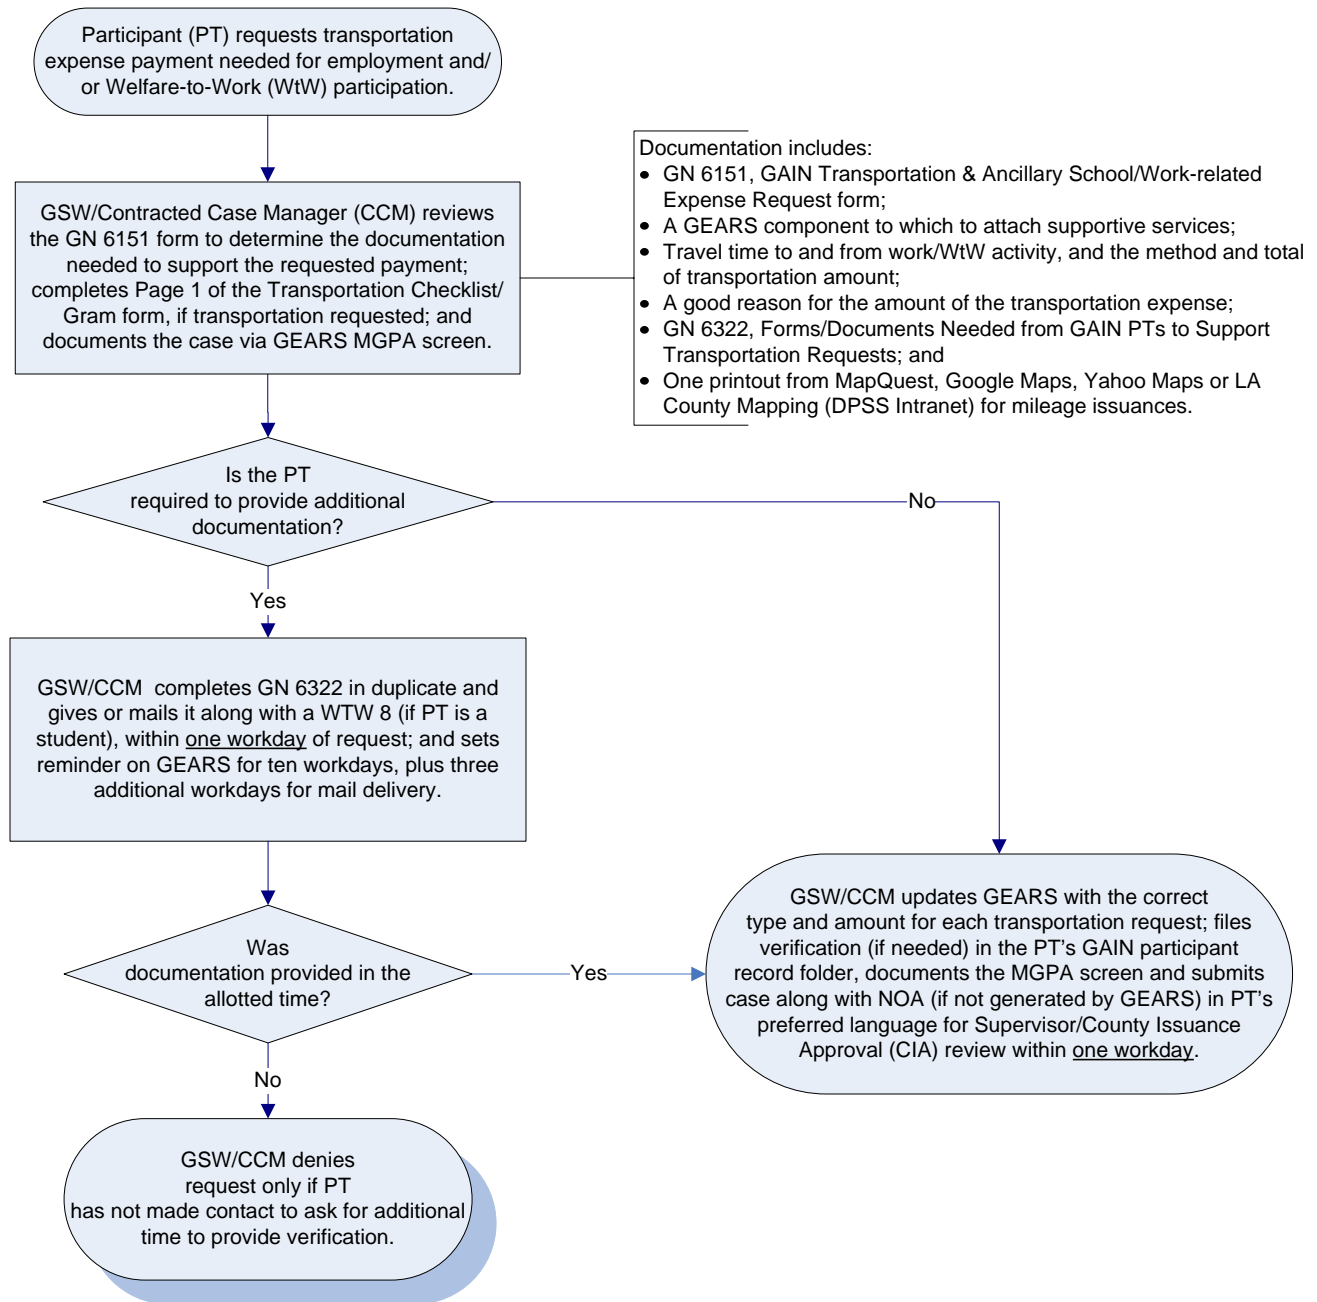 Participant (PT) requests transportation
expense payment needed for employment and/
or Welfare-to-Work (WtW) participation.
GSW/Contracted Case Manager (CCM) reviews
the GN 6151 form to determine the documentation
needed to support the requested payment;
completes Page 1 of the Transportation Checklist/
Gram form, if transportation requested; and
documents the case via GEARS MGPA screen.
Documentation includes:
• GN 6151, GAIN Transportation & Ancillary School/Work-related
Expense Request form;
• A GEARS component to which to attach supportive services;
• Travel time to and from work/WtW activity, and the method and total
of transportation amount;
• A good reason for the amount of the transportation expense;
• GN 6322, Forms/Documents Needed from GAIN PTs to Support
Transportation Requests; and
• One printout from MapQuest, Google Maps, Yahoo Maps or LA
County Mapping (DPSS Intranet) for mileage issuances.
Is the PT
required to provide additional
documentation?
No
Yes
GSW/CCM completes GN 6322 in duplicate and
gives or mails it along with a WTW 8 (if PT is a
student), within one workday of request; and sets
reminder on GEARS for ten workdays, plus three
additional workdays for mail delivery.
Was
documentation provided in the
allotted time?
Yes
GSW/CCM updates GEARS with the correct
type and amount for each transportation request; files
verification (if needed) in the PT's GAIN participant
record folder, documents the MGPA screen and submits
case along with NOA (if not generated by GEARS) in PT's
preferred language for Supervisor/County Issuance
Approval (CIA) review within one workday.
No
GSW/CCM denies
request only if PT
has not made contact to ask for additional
time to provide verification.